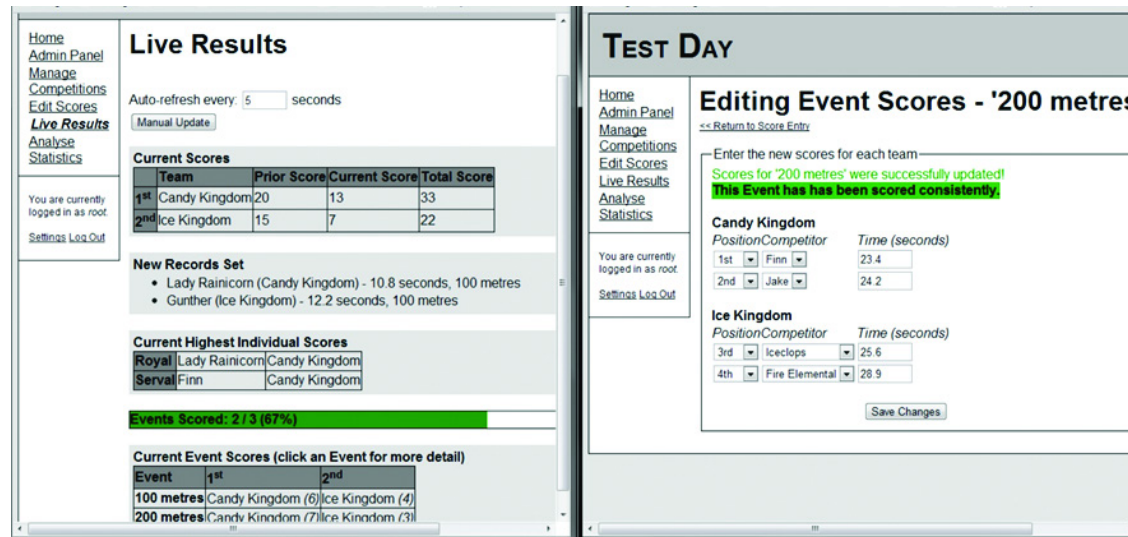 Home
Admin Panel
Manage
Competitions
Edit Scores
Live Results
Analyse
Statistics
You are currently
logged in as root.
Settings Log Out
Live Results
Auto-refresh every: 5 seconds
Manual Update
Current Scores
Team Prior Score Current Score Total Score
1st Candy Kingdom 20 13 33
2nd Ice Kingdom 15 7 22
New Records Set
• Lady Rainicorn (Candy Kingdom) - 10.8 seconds, 100 metres
• Gunther (Ice Kingdom) - 12.2 seconds, 100 metres
Current Highest Individual Scores
Royal Lady Rainicorn Candy Kingdom
Serval Finn Candy Kingdom
Events Scored: 2 / 3 (67%)
Current Event Scores (click an Event for more detail)
Event 1st 2nd
100 metres Candy Kingdom (6) Ice Kingdom (4)
200 metres Candy Kingdom (7) Ice Kingdom (3)
TEST DAY
Home
Admin Panel
Manage
Competitions
Edit Scores
Live Results
Analyse
Statistics
You are currently
logged in as root.
Settings Log Out
Editing Event Scores - '200 metres
<< Return to Score Entry
Enter the new scores for each team
Scores for '200 metres' were successfully updated!
This Event has has been scored consistently.
Candy Kingdom
Position Competitor Time (seconds)
1st Finn 23.4
2nd Jake 24.2
Ice Kingdom
Position Competitor Time (seconds)
3rd Iceclops 25.6
4th Fire Elemental 28.9
Save Changes